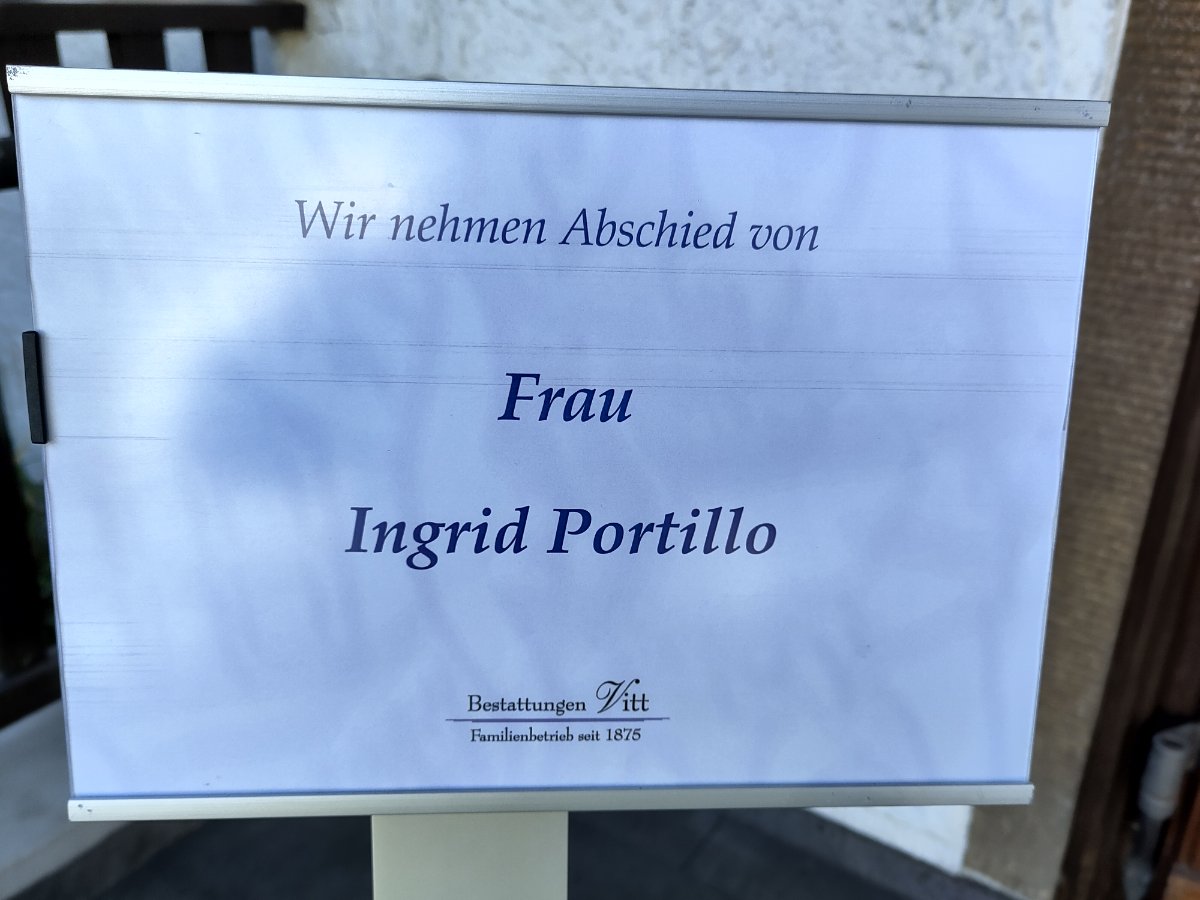 Wir nehmen Abschied von
Frau
Ingrid Portillo
Bestattungen Vitt
Familienbetrieb seit 1875